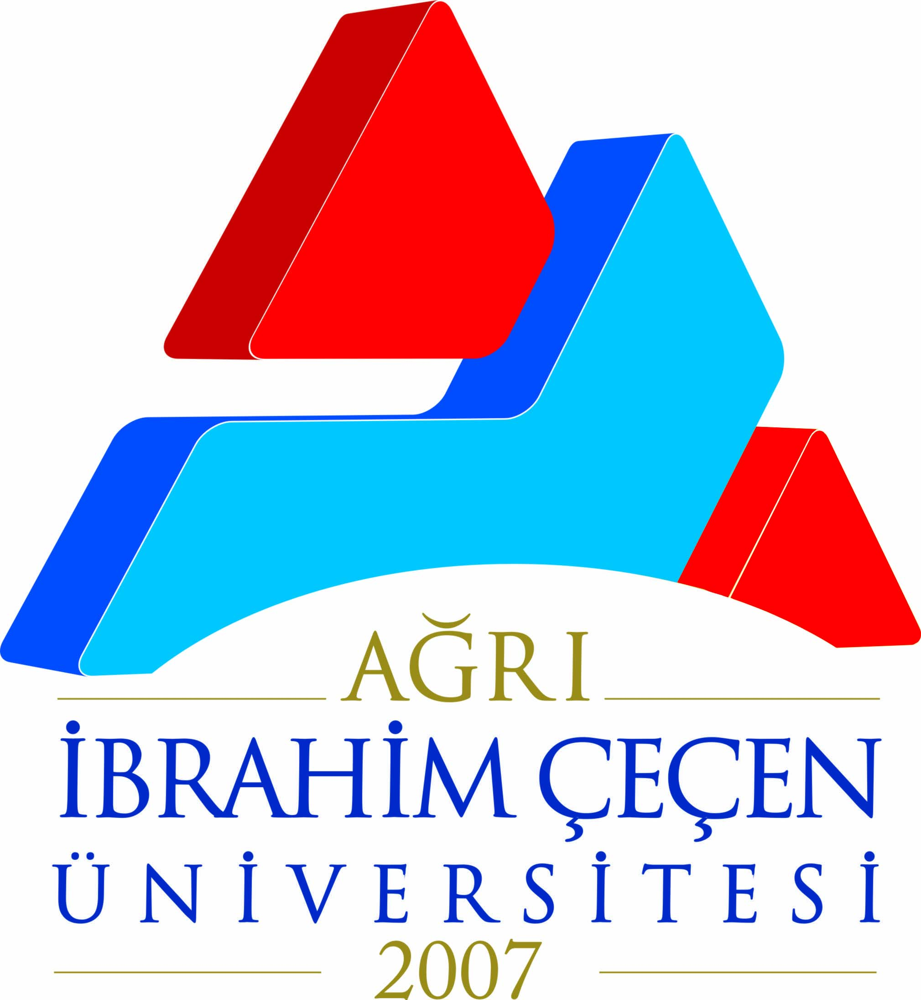 AĞRI
İBRAHİM ÇEÇEN
ÜNİVERSİTESİ
2007